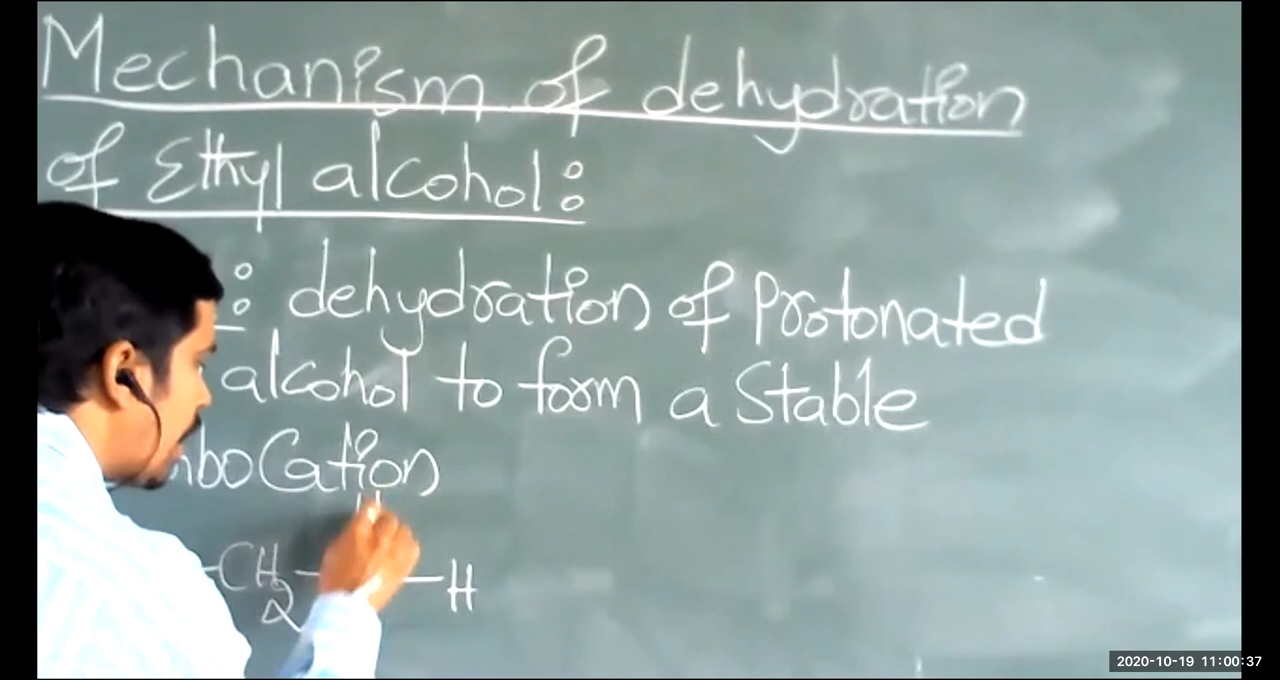 Mechanism of dehydration
of Ethyl alcohol :
: dehydration of Protonated
alcohol to form a Stable
bocation
-CH2- -H
2020-10-19 11:00:37